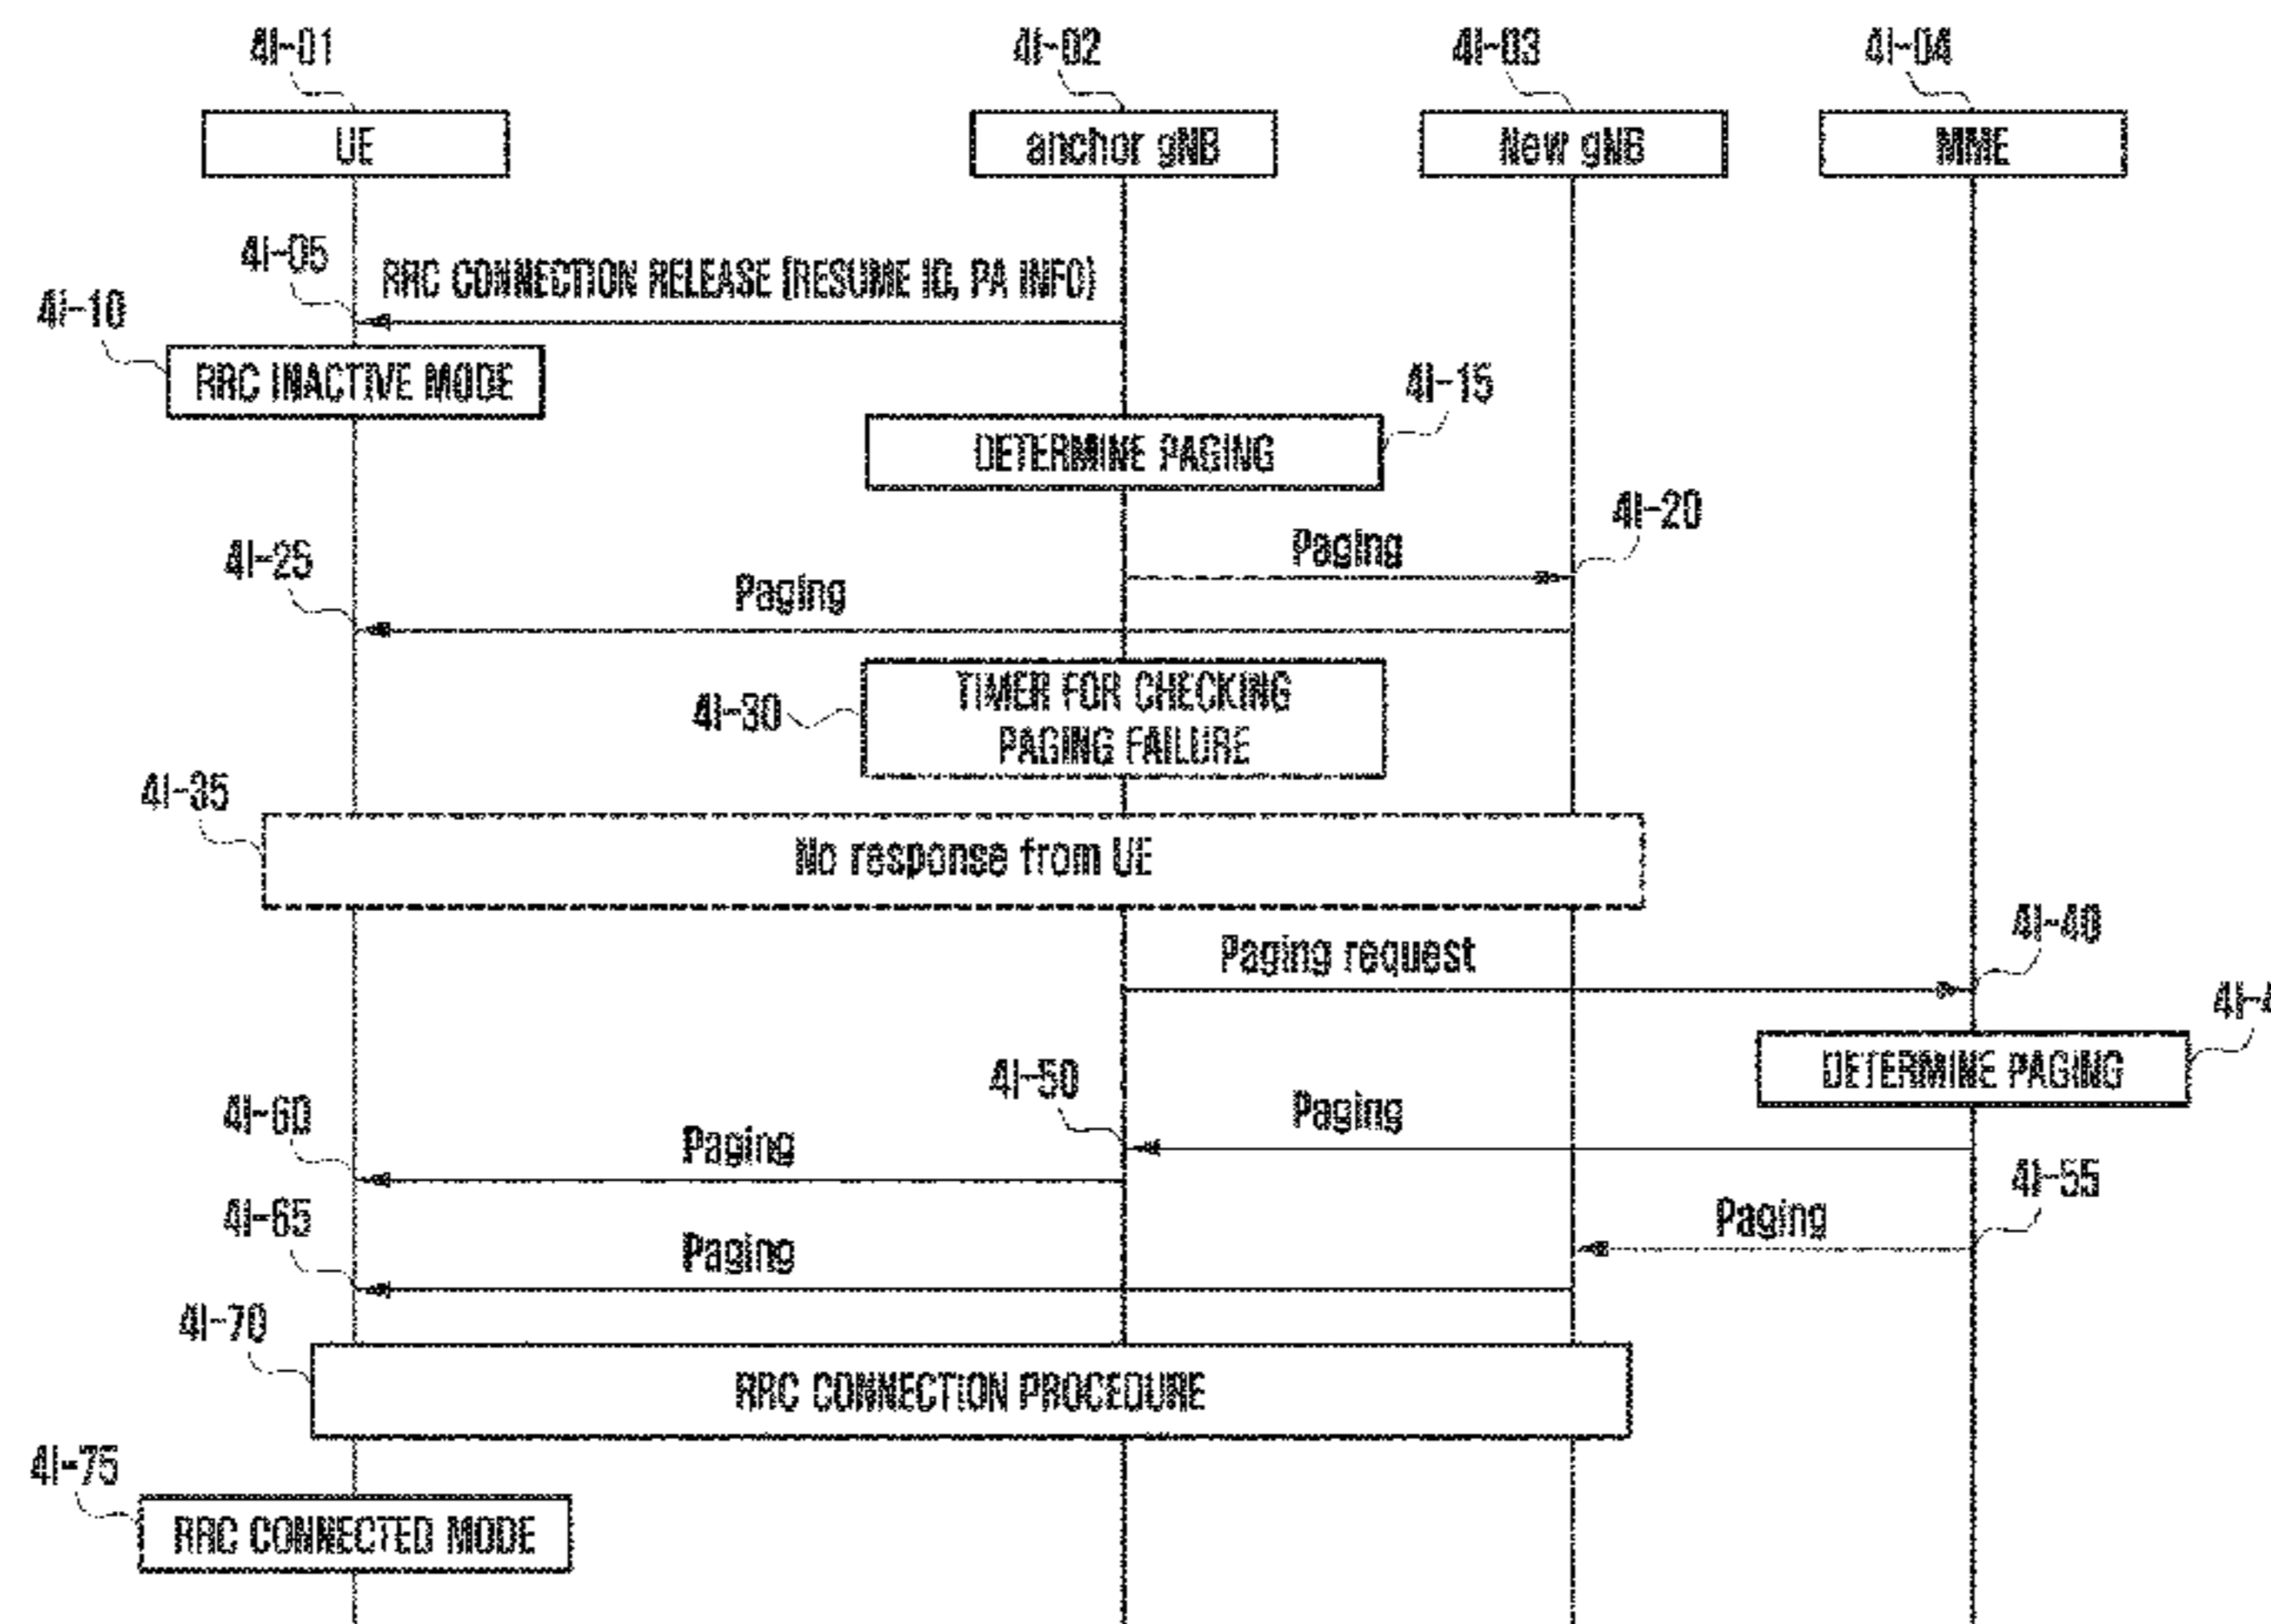 4I-01
4I-02
4I-03
4I-04
UE
anchor gNB
New gNB
MME
4I-05
RRC CONNECTION RELEASE (RESUME ID, PA INFO)
4I-10
RRC INACTIVE MODE
4I-15
DETERMINE PAGING
4I-20
Paging
4I-25
Paging
4I-30
TIMER FOR CHECKING
PAGING FAILURE
4I-35
No response from UE
4I-40
Paging request
4I-4
DETERMINE PAGING
4I-50
Paging
4I-60
Paging
4I-55
Paging
4I-65
Paging
4I-70
RRC CONNECTION PROCEDURE
4I-75
RRC CONNECTED MODE